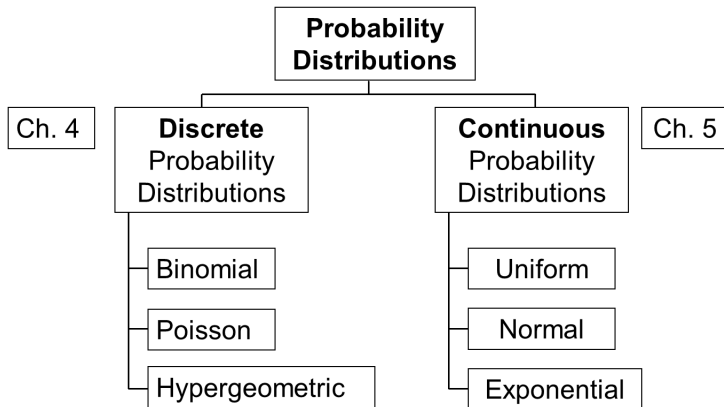 Probability
Distributions
Ch. 4
Discrete
Probability
Distributions
Continuous
Probability
Distributions
Ch. 5
Binomial
Poisson
Hypergeometric
Uniform
Normal
Exponential